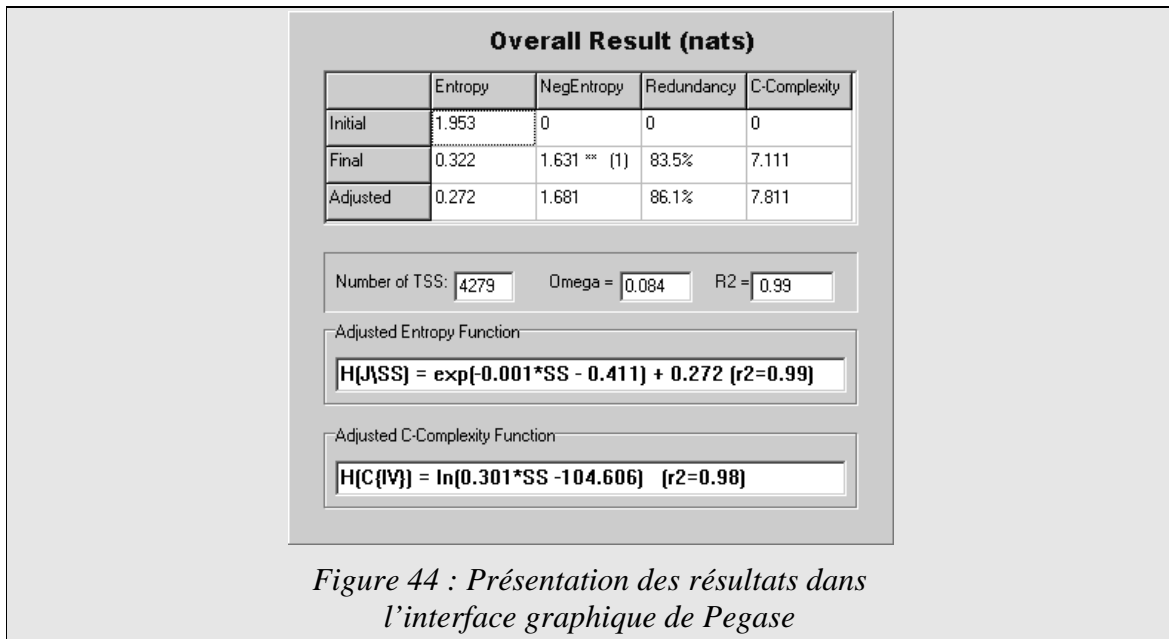 Overall Result (nats)
Entropy NegEntropy Redundancy C-Complexity
Initial 1.953 0 0 0
Final 0.322 1.631 ** (1) 83.5% 7.111
Adjusted 0.272 1.681 86.1% 7.811
Number of TSS: 4279 Omega = 0.084 R2 = 0.99
Adjusted Entropy Function
H(J\SS) = exp(-0.001*SS - 0.411) + 0.272 (r2=0.99)
Adjusted C-Complexity Function
H(C{IV}) = ln(0.301*SS -104.606) (r2=0.98)
Figure 44 : Présentation des résultats dans
l'interface graphique de Pegase